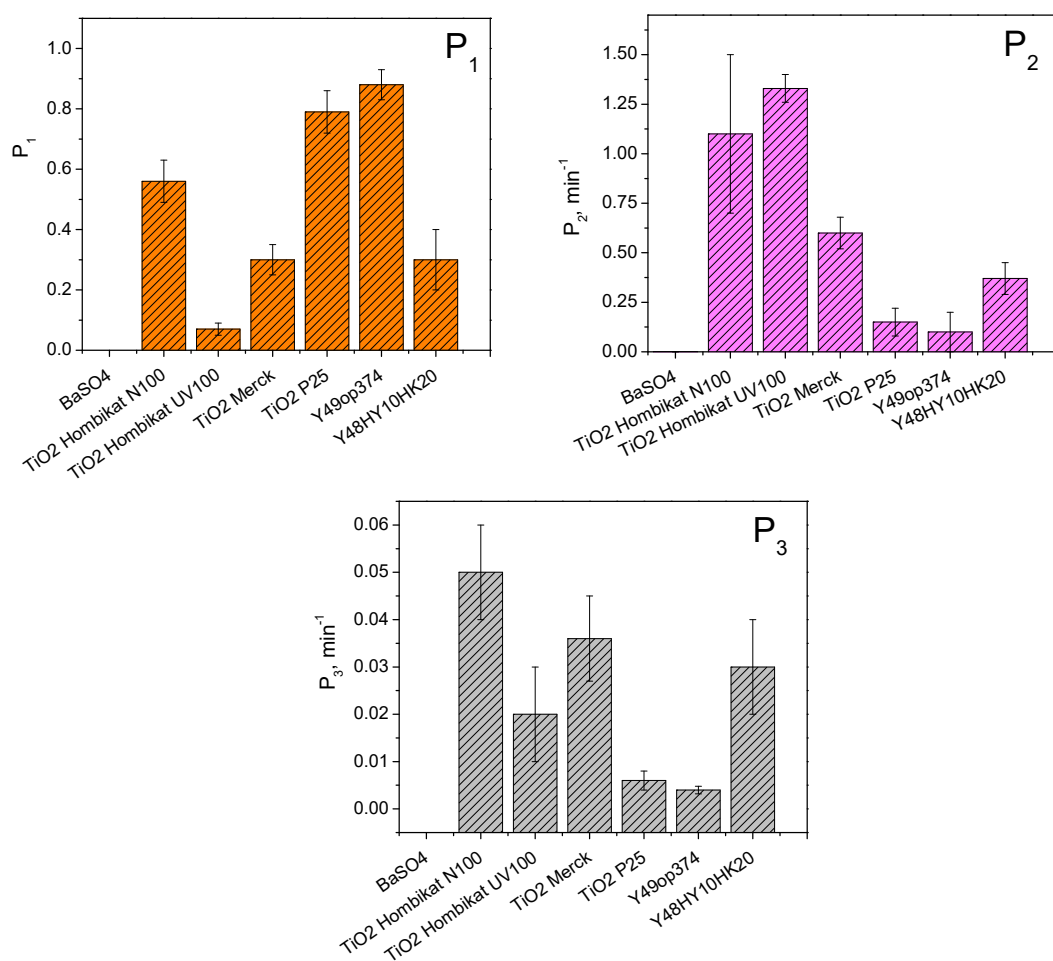 P1
1.0
0.8
0.6
0.4
0.2
0.0
P1
BaSO4
TiO2 Hombikat N100
TiO2 Hombikat UV100
TiO2 Merck
TiO2 P25
Y49op374
Y48HY10HK20
P2
1.50
1.25
1.00
0.75
0.50
0.25
0.00
P2, min-1
BaSO4
TiO2 Hombikat N100
TiO2 Hombikat UV100
TiO2 Merck
TiO2 P25
Y49op374
Y48HY10HK20
P3
0.06
0.05
0.04
0.03
0.02
0.01
0.00
P3, min-1
BaSO4
TiO2 Hombikat N100
TiO2 Hombikat UV100
TiO2 Merck
TiO2 P25
Y49op374
Y48HY10HK20